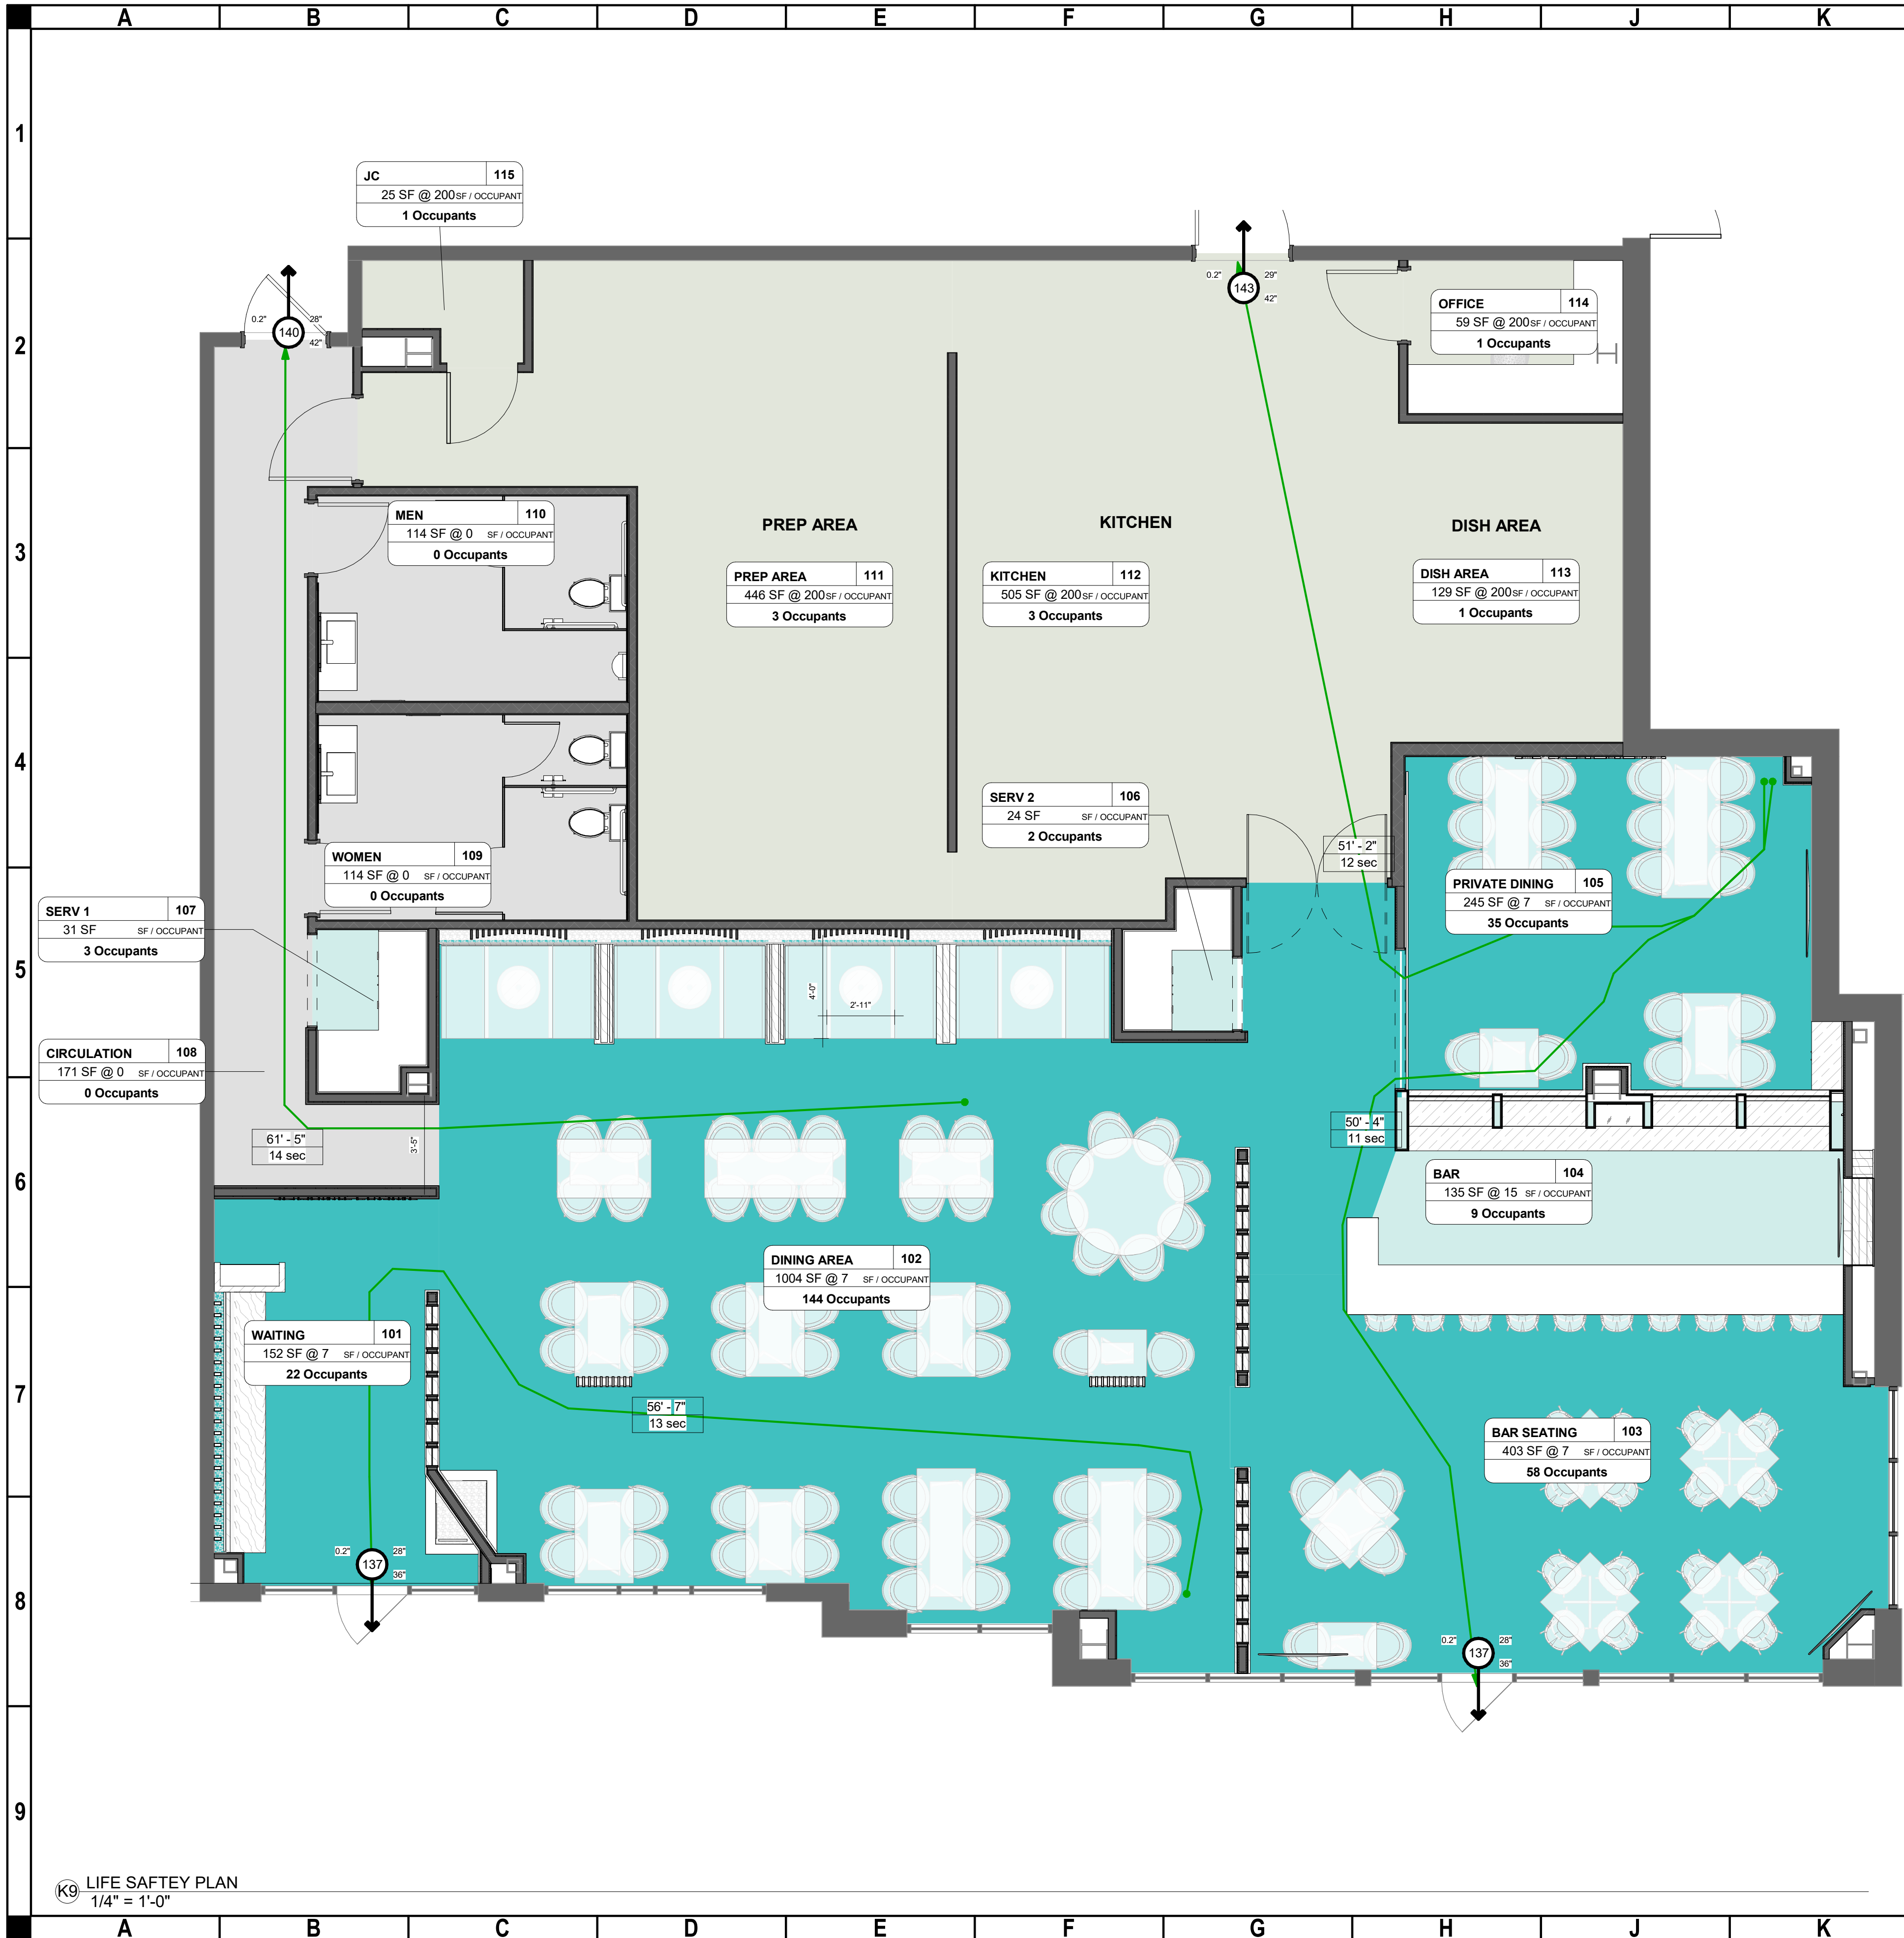 A B C D E F G H J K
1
JC 115
25 SF @ 200 SF / OCCUPANT
1 Occupants
0.2" 29"
143
42"
OFFICE 114
59 SF @ 200 SF / OCCUPANT
1 Occupants
0.2" 28"
140
42"
2
MEN 110
114 SF @ 0 SF / OCCUPANT
0 Occupants
PREP AREA
KITCHEN
DISH AREA
3
PREP AREA 111
446 SF @ 200 SF / OCCUPANT
3 Occupants
KITCHEN 112
505 SF @ 200 SF / OCCUPANT
3 Occupants
DISH AREA 113
129 SF @ 200 SF / OCCUPANT
1 Occupants
4
SERV 2 106
24 SF SF / OCCUPANT
2 Occupants
51' - 2"
12 sec
WOMEN 109
114 SF @ 0 SF / OCCUPANT
0 Occupants
PRIVATE DINING 105
245 SF @ 7 SF / OCCUPANT
35 Occupants
SERV 1 107
31 SF SF / OCCUPANT
3 Occupants
5
4'-0"
2'-11"
CIRCULATION 108
171 SF @ 0 SF / OCCUPANT
0 Occupants
61' - 5"
14 sec
3'-5"
50' - 4"
11 sec
6
BAR 104
135 SF @ 15 SF / OCCUPANT
9 Occupants
DINING AREA 102
1004 SF @ 7 SF / OCCUPANT
144 Occupants
WAITING 101
152 SF @ 7 SF / OCCUPANT
22 Occupants
7
56' - 7"
13 sec
BAR SEATING 103
403 SF @ 7 SF / OCCUPANT
58 Occupants
0.2" 28"
137
36"
8
0.2" 28"
137
36"
9
K9 LIFE SAFTEY PLAN
1/4" = 1'-0"
A B C D E F G H J K